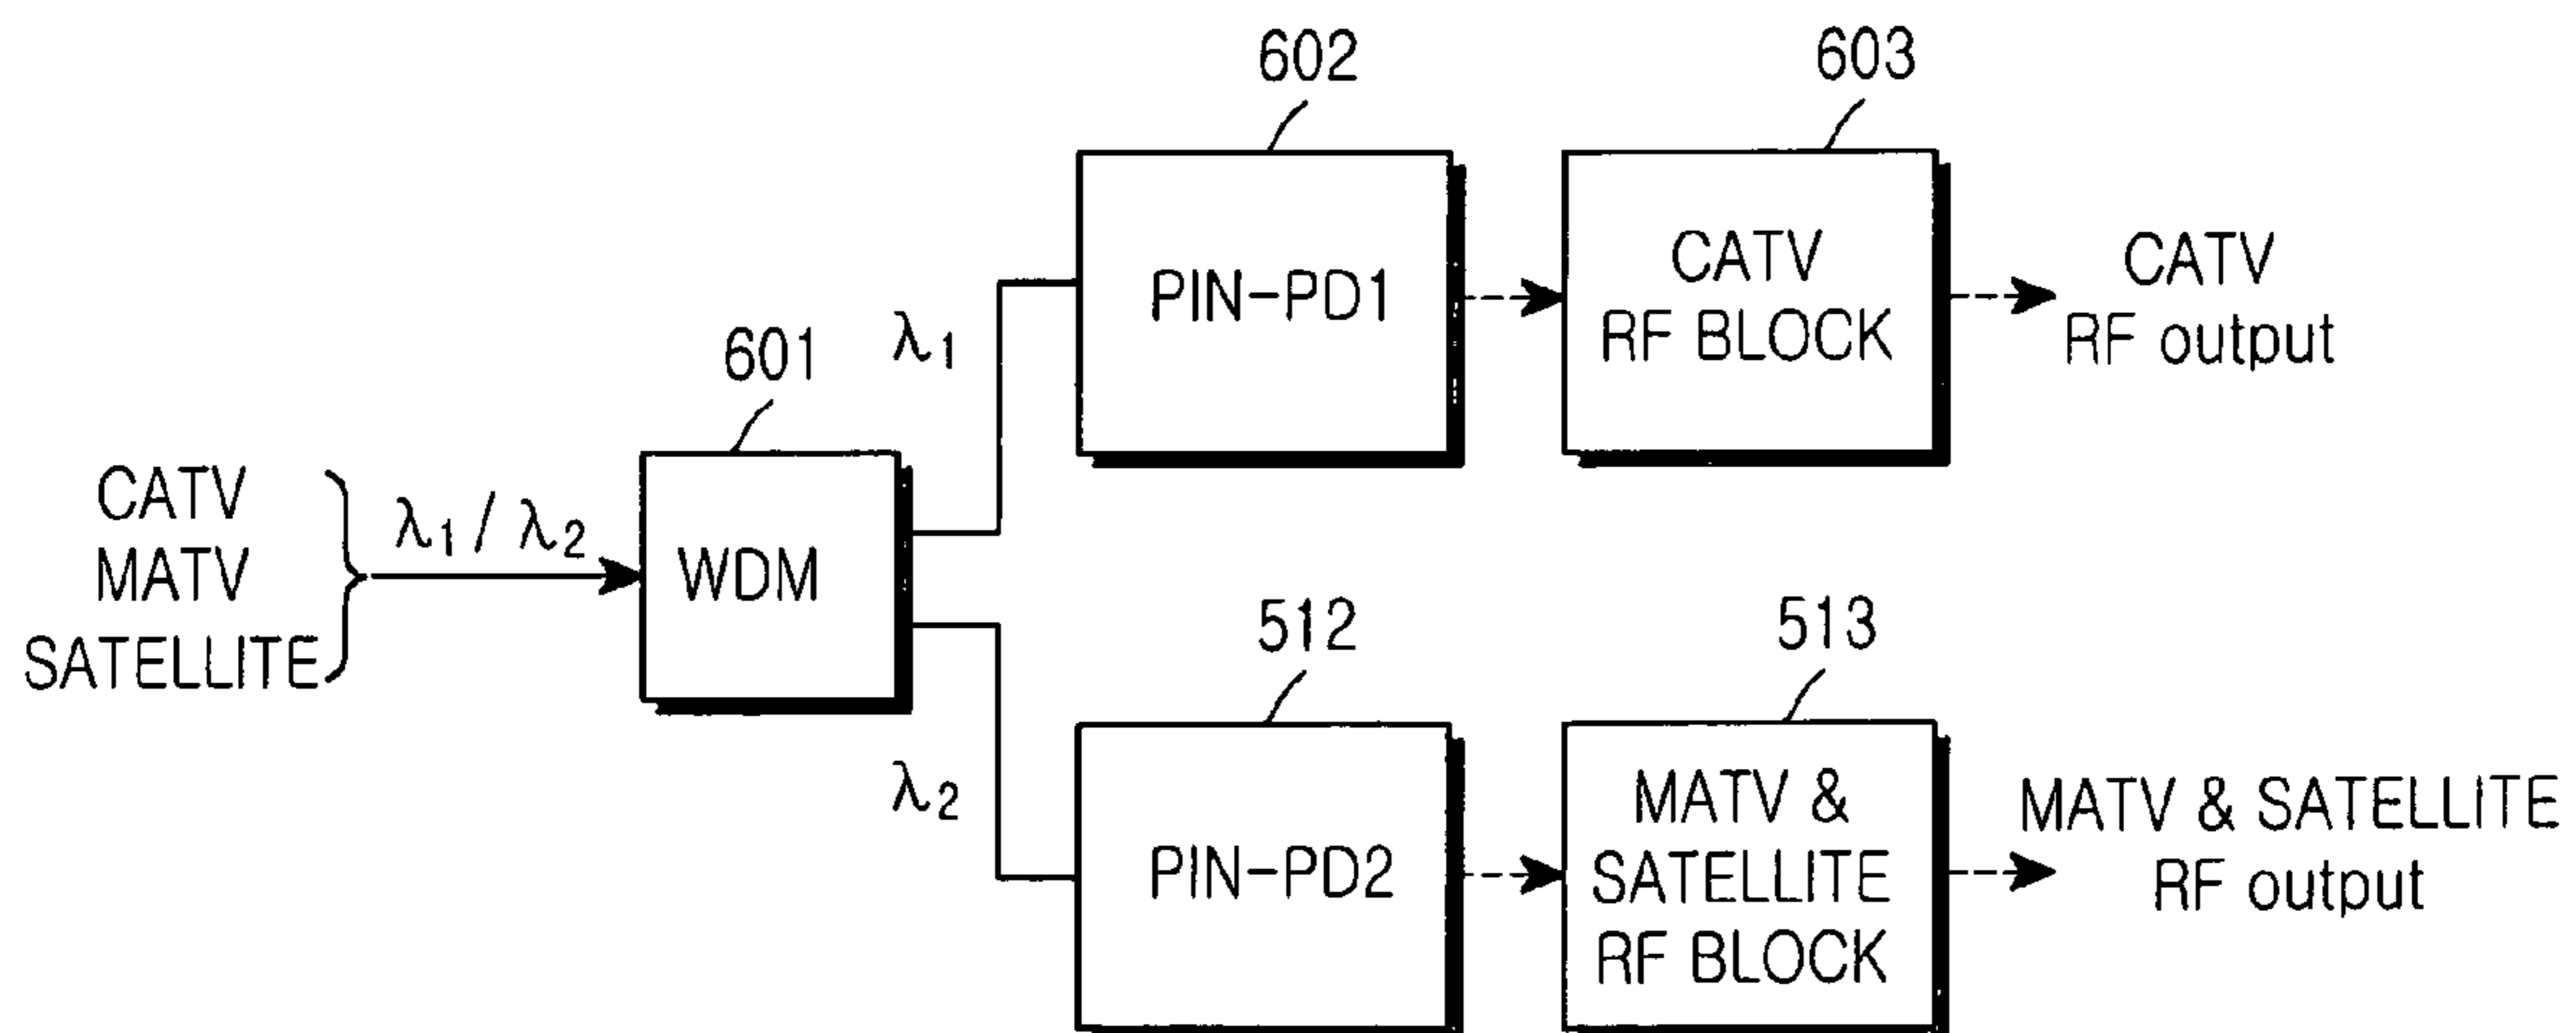 602
603
PIN-PD1
CATV
RF BLOCK
CATV
RF output
λ1
601
CATV
MATV
SATELLITE
λ1 / λ2
WDM
512
513
λ2
PIN-PD2
MATV &
SATELLITE
RF BLOCK
MATV & SATELLITE
RF output